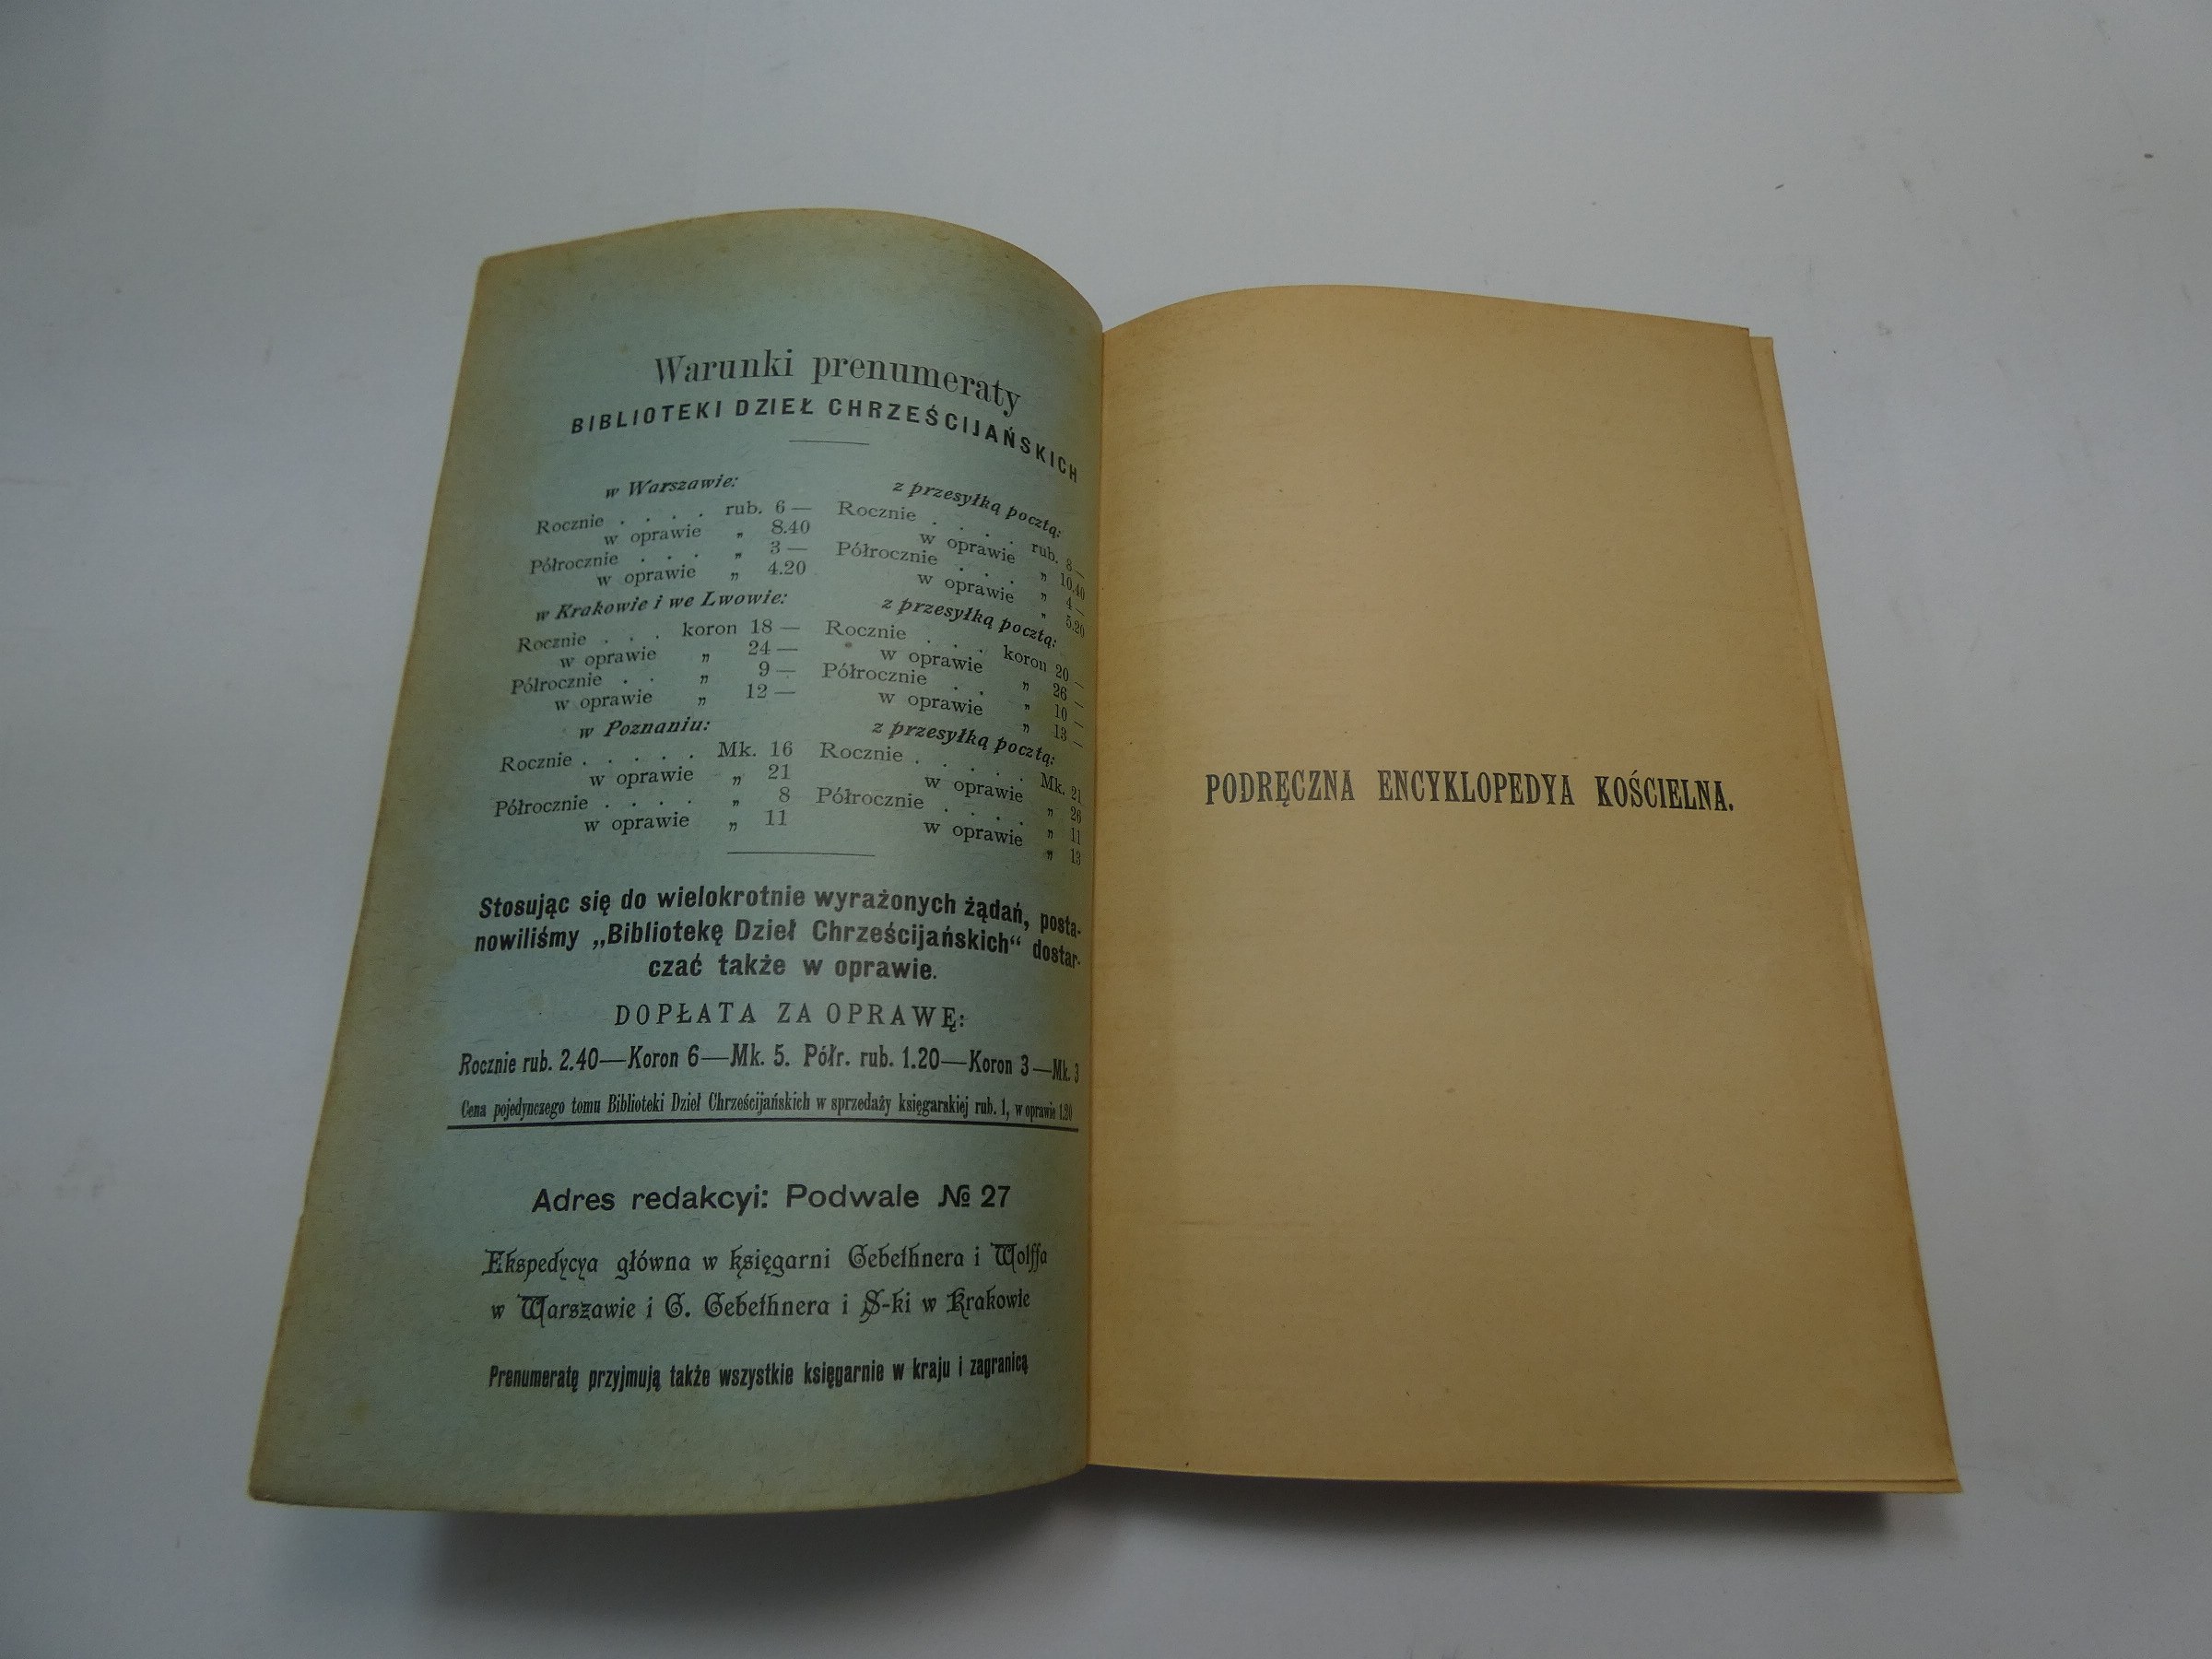 Warunki prenumeraty
BIBLIOTEKI DZIEŁ CHRZEŚCIJAŃSKICH
w Warszawie:
Rocznie . . . . rub. 6 —
w oprawie „ 8.40
Półrocznie . . . „ 3 —
w oprawie „ 4.20
z przesyłką pocztą:
Rocznie . . . . rub. 8 —
w oprawie „ 10.40
Półrocznie . . . „ 4 —
w oprawie „ 5.20
w Krakowie i we Lwowie:
Rocznie . . . koron 18 —
w oprawie „ 24 —
Półrocznie . . „ 9 —
w oprawie „ 12 —
z przesyłką pocztą:
Rocznie . . . koron 20 —
w oprawie „ 26 —
Półrocznie . . „ 10 —
w oprawie „ 13 —
w Poznaniu:
Rocznie . . . . . Mk. 16
w oprawie „ 21
Półrocznie . . . . „ 8
w oprawie „ 11
z przesyłką pocztą:
Rocznie . . . . . Mk. 21
w oprawie „ 26
Półrocznie . . . . „ 11
w oprawie „ 13
Stosując się do wielokrotnie wyrażonych żądań, posta-
nowiliśmy „Bibliotekę Dzieł Chrześcijańskich“ dostar-
czać także w oprawie.
DOPŁATA ZA OPRAWĘ:
Rocznie rub. 2.40—Koron 6—Mk. 5. Półr. rub. 1.20—Koron 3—Mk. 3
Cena pojedynczego tomu Biblioteki Dzieł Chrześcijańskich w sprzedaży księgarskiej rub. 1, w oprawie 1.20
Adres redakcyi: Podwale № 27
Ekspedycya główna w księgarni Gebethnera i Wolffa
w Warszawie i G. Gebethnera i S-ki w Krakowie
Prenumeratę przyjmują także wszystkie księgarnie w kraju i zagranicą
PODRĘCZNA ENCYKLOPEDYA KOŚCIELNA.